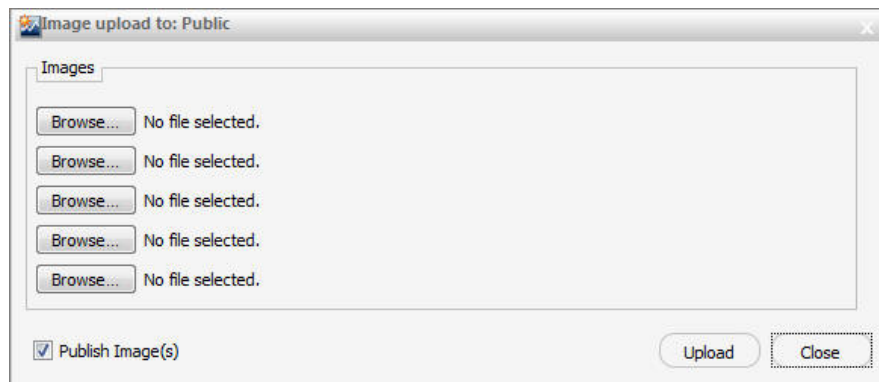 Image upload to: Public
Images
Browse... No file selected.
Browse... No file selected.
Browse... No file selected.
Browse... No file selected.
Browse... No file selected.
Publish Image(s)
Upload Close